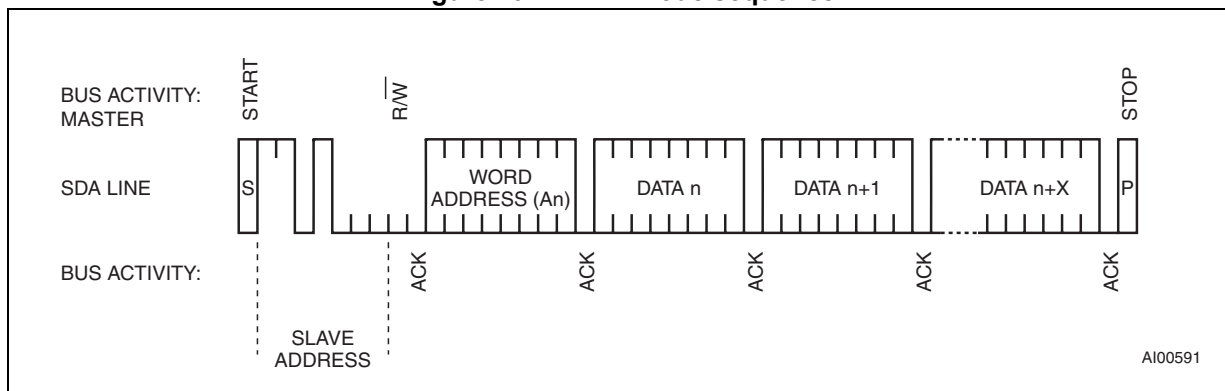 BUS ACTIVITY:
MASTER
START
R/W
STOP
SDA LINE
S
WORD
ADDRESS (An)
DATA n
DATA n+1
DATA n+X
P
BUS ACTIVITY:
ACK
ACK
ACK
ACK
ACK
SLAVE
ADDRESS
AI00591